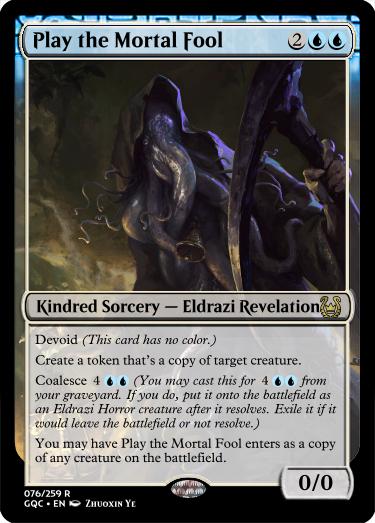 Play the Mortal Fool 2
Kindred Sorcery — Eldrazi Revelation
Devoid (This card has no color.)
Create a token that's a copy of target creature.
Coalesce 4 (You may cast this for 4 from
your graveyard. If you do, put it onto the battlefield as
an Eldrazi Horror creature after it resolves. Exile it if it
would leave the battlefield or not resolve.)
You may have Play the Mortal Fool enters as a copy
of any creature on the battlefield.
0/0
076/259 R
GQC • EN Zhuoxin Ye